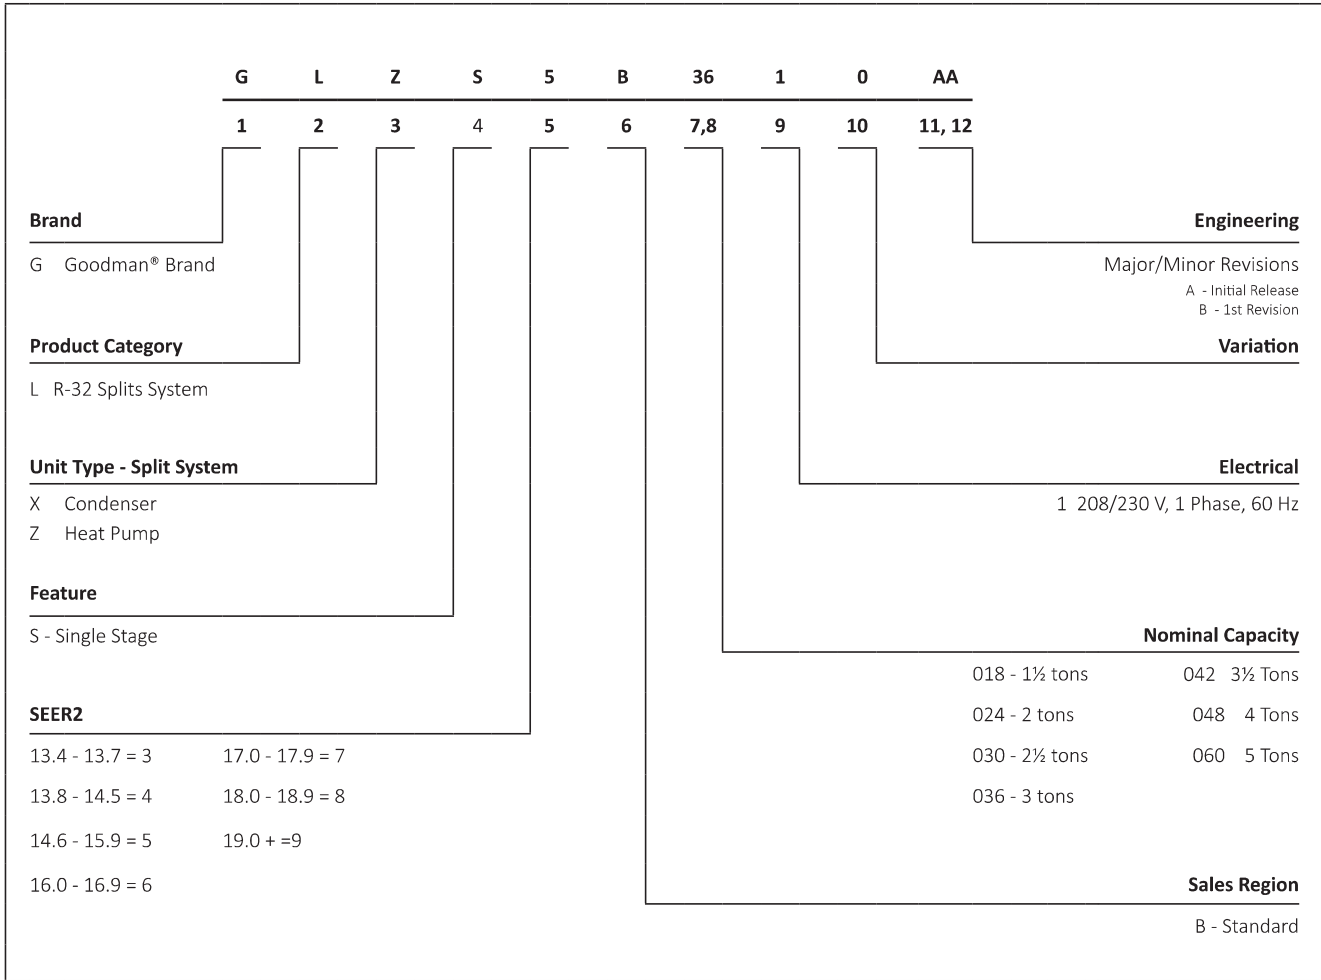 G L Z S 5 B 36 1 0 AA
1 2 3 4 5 6 7,8 9 10 11, 12
Brand
G Goodman® Brand
Product Category
L R-32 Splits System
Unit Type - Split System
X Condenser
Z Heat Pump
Feature
S - Single Stage
SEER2
13.4 - 13.7 = 3 17.0 - 17.9 = 7
13.8 - 14.5 = 4 18.0 - 18.9 = 8
14.6 - 15.9 = 5 19.0 + =9
16.0 - 16.9 = 6
Engineering
Major/Minor Revisions
A - Initial Release
B - 1st Revision
Variation
Electrical
1 208/230 V, 1 Phase, 60 Hz
Nominal Capacity
018 - 1½ tons 042 3½ Tons
024 - 2 tons 048 4 Tons
030 - 2½ tons 060 5 Tons
036 - 3 tons
Sales Region
B - Standard